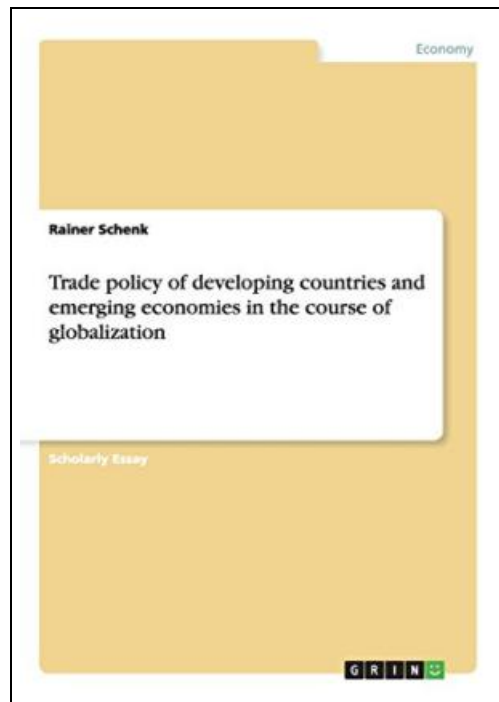 Economy
Rainer Schenk
Trade policy of developing countries and
emerging economies in the course of
globalization
Scholarly Essay
GRIN